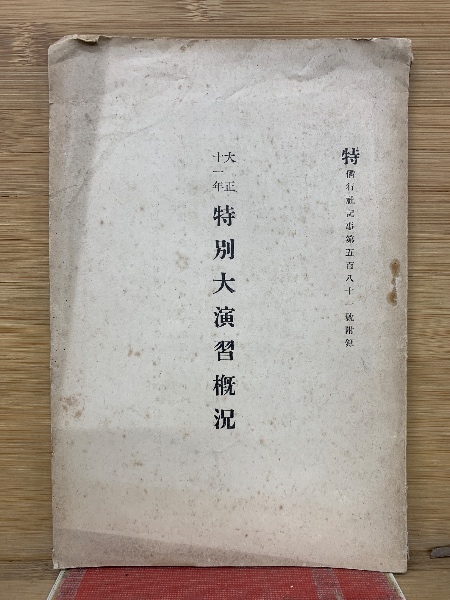 特 偕行社記事第五百八十一號附錄
大正十一年 特別大演習概況